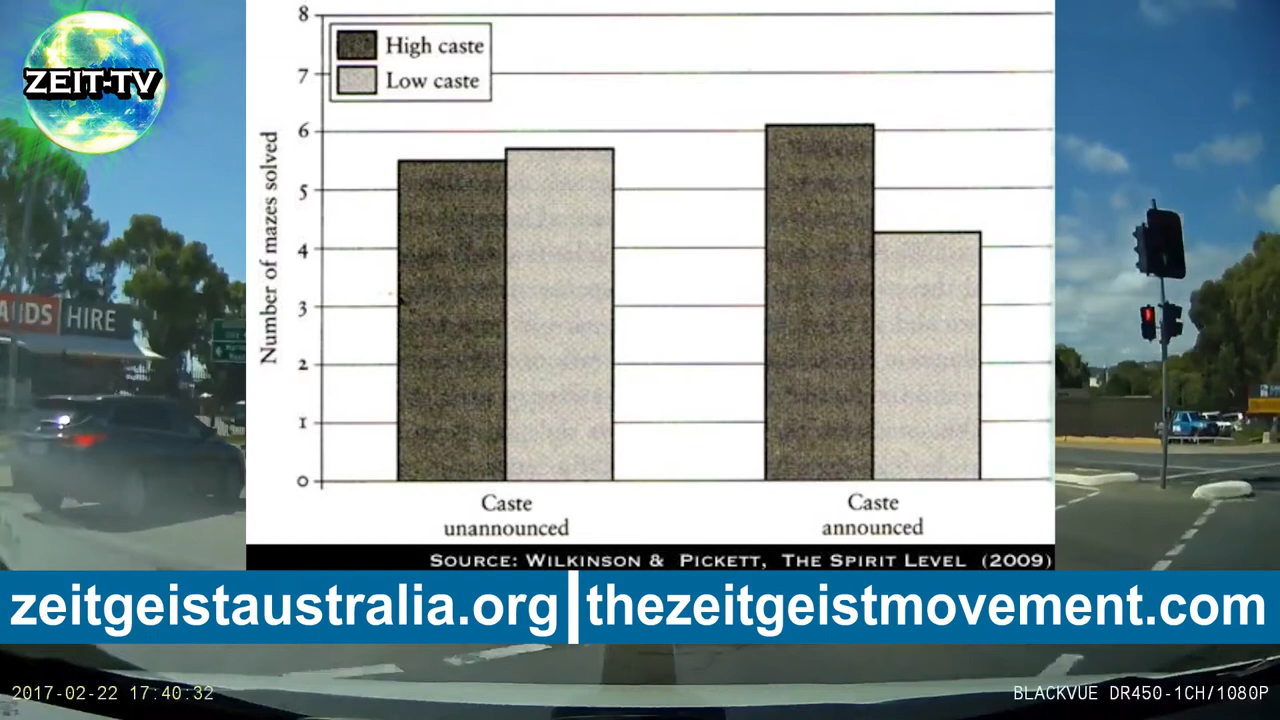 ZEIT-TV
8
High caste
Low caste
7
6
5
4
3
2
1
0
Number of mazes solved
Caste
unannounced
Caste
announced
SOURCE: WILKINSON & PICKETT, THE SPIRIT LEVEL (2009)
HIRE
zeitgeistaustralia.org|thezeitgeistmovement.com
2017-02-22 17:40:32
BLACKVUE DR450-1CH/1080P